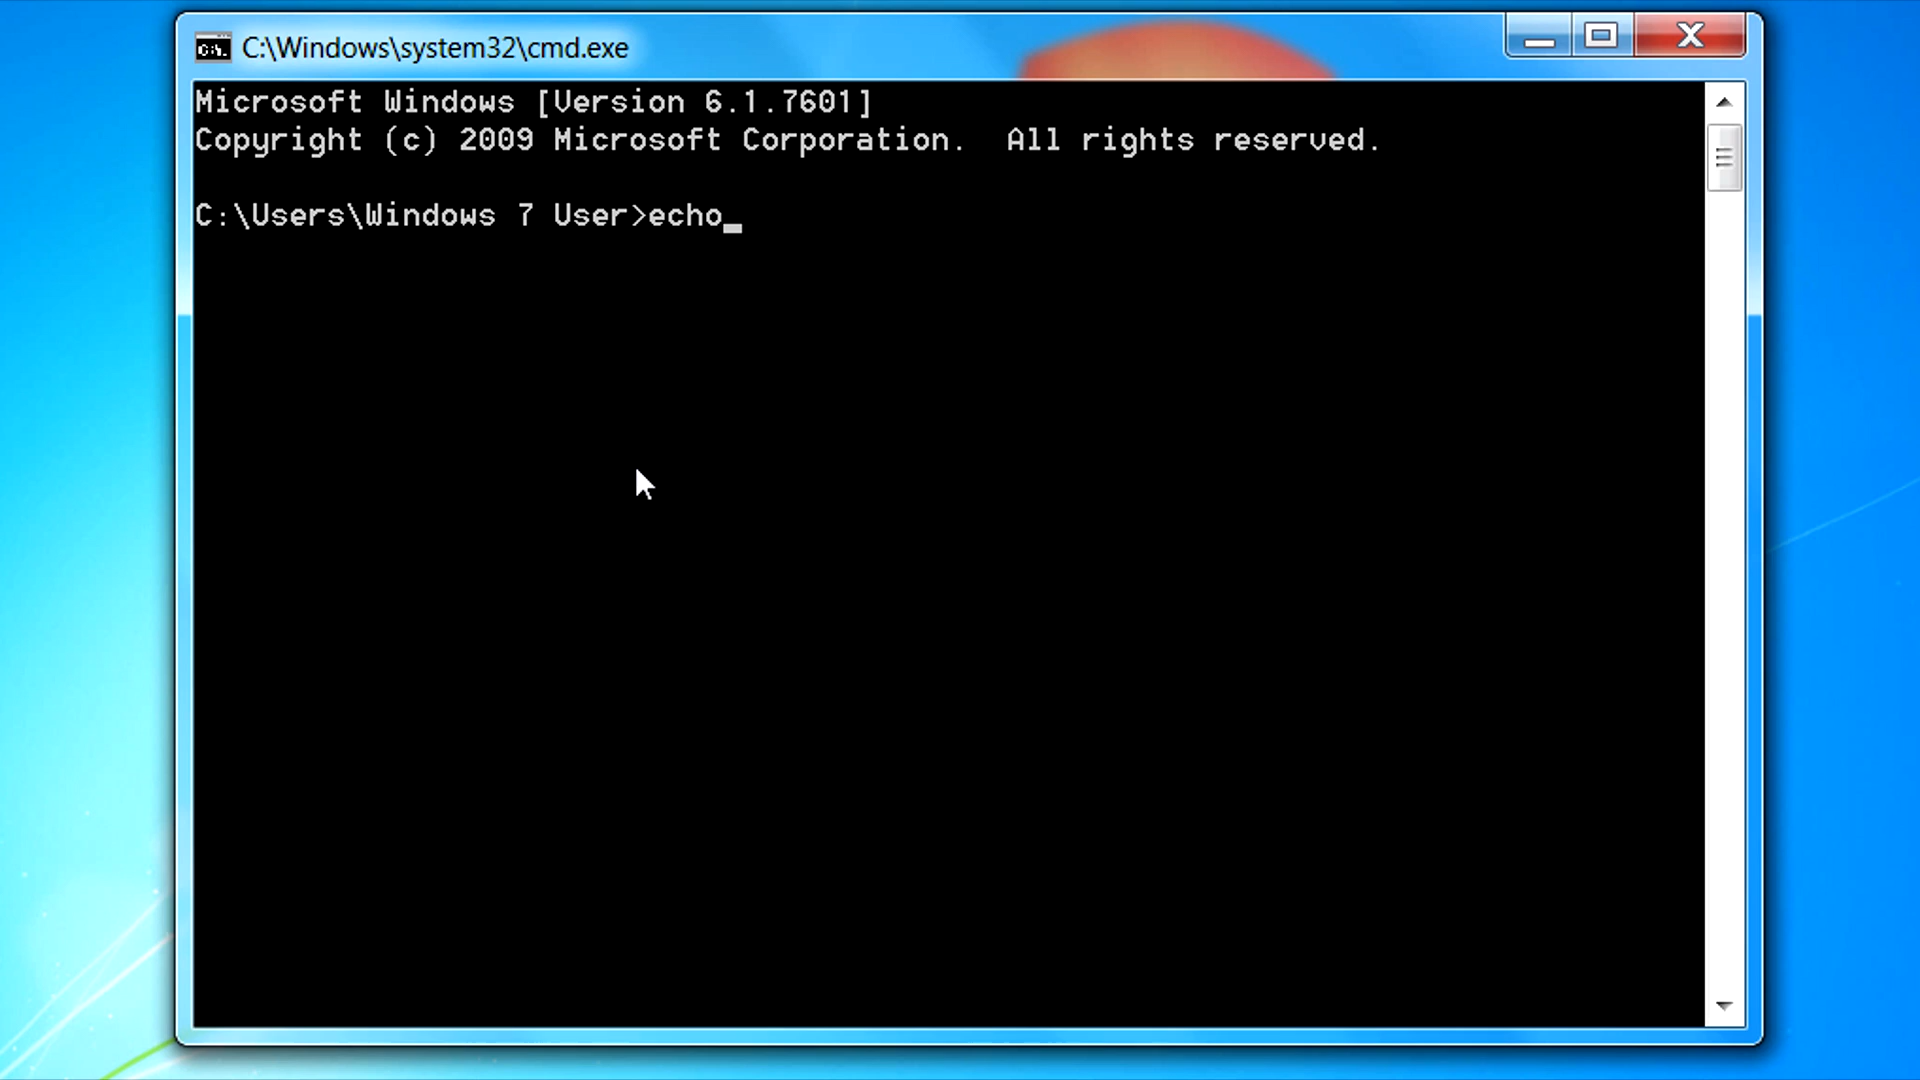 C:\Windows\system32\cmd.exe
Microsoft Windows [Version 6.1.7601]
Copyright (c) 2009 Microsoft Corporation.  All rights reserved.
C:\Users\Windows 7 User>echo_